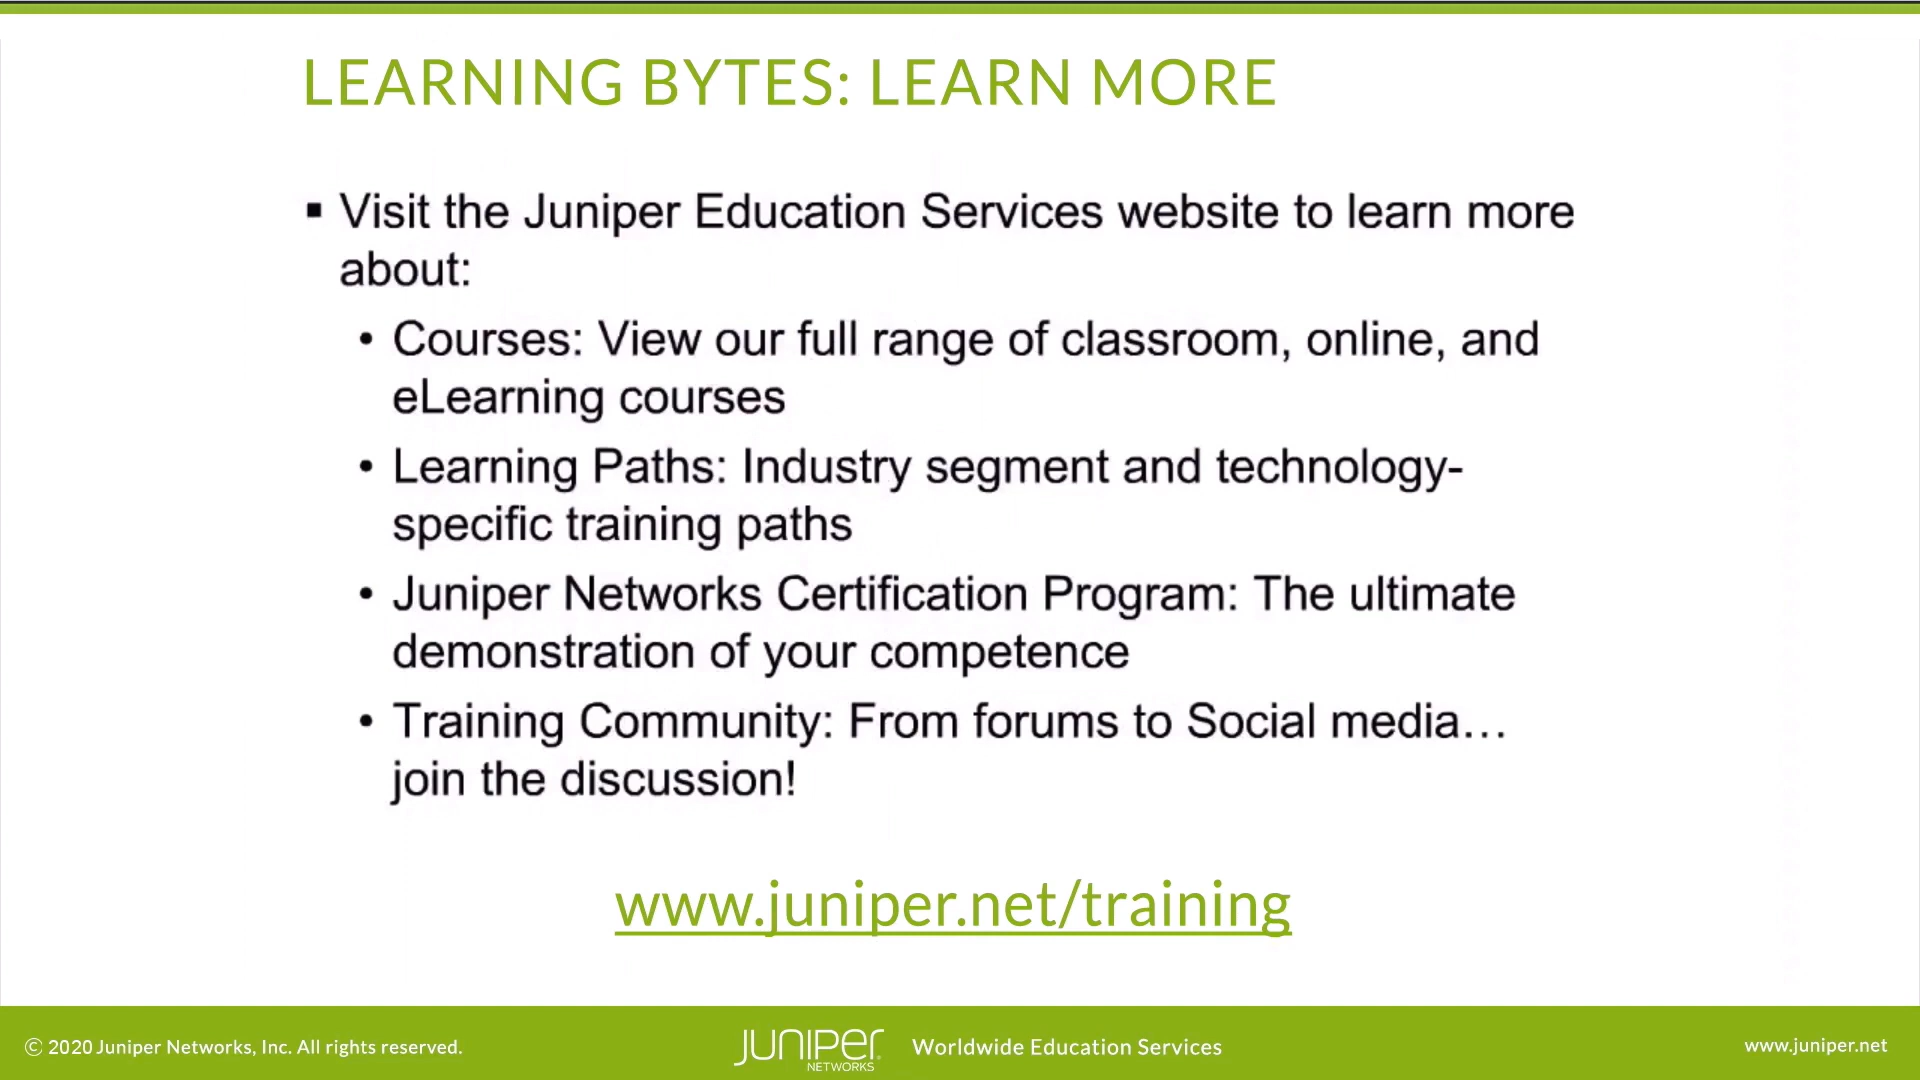 LEARNING BYTES: LEARN MORE
▪ Visit the Juniper Education Services website to learn more
about:
• Courses: View our full range of classroom, online, and
eLearning courses
• Learning Paths: Industry segment and technology-
specific training paths
• Juniper Networks Certification Program: The ultimate
demonstration of your competence
• Training Community: From forums to Social media…
join the discussion!
www.juniper.net/training
© 2020 Juniper Networks, Inc. All rights reserved.
JUNIPER
NETWORKS
Worldwide Education Services
www.juniper.net